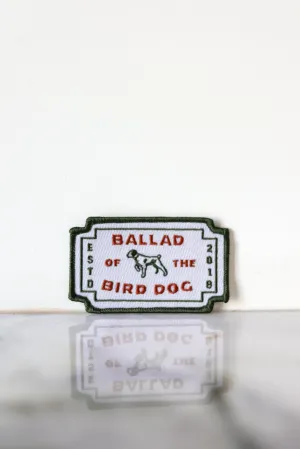 BALLAD
OF THE
BIRD DOG
ESTD
2018